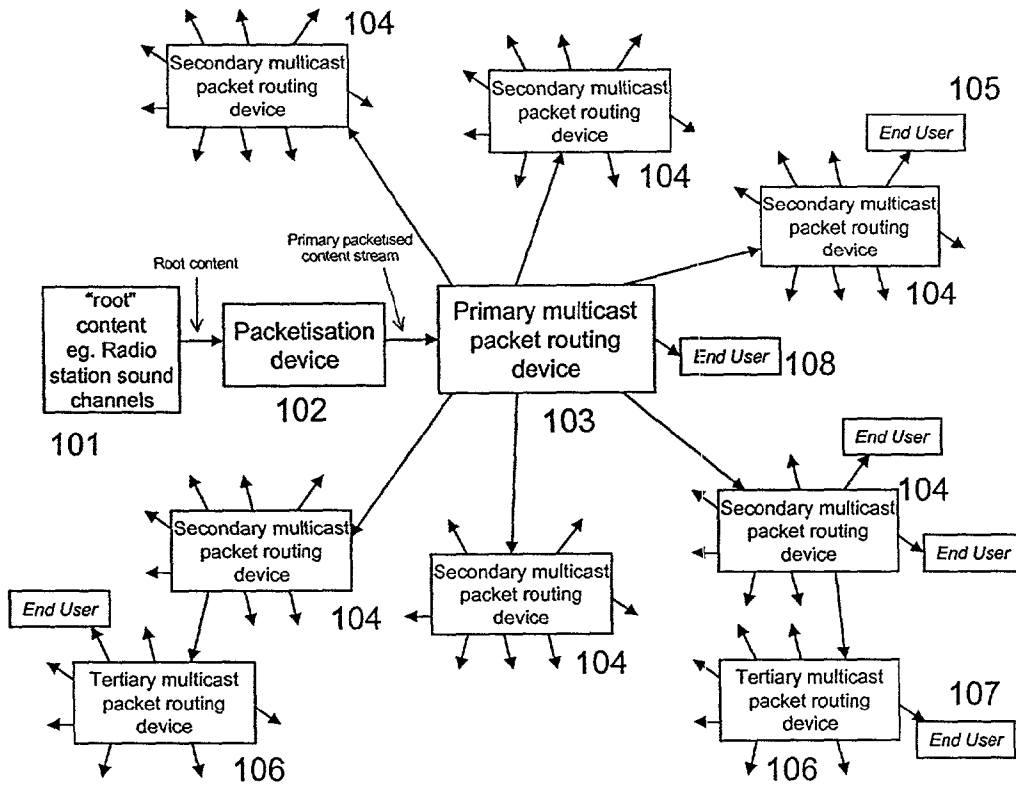 104
Secondary multicast
packet routing
device
Secondary multicast
packet routing
device
104
105
End User
Secondary multicast
packet routing
device
104
Root content
Primary packetised
content stream
"root"
content
eg. Radio
station sound
channels
101
Packetisation
device
102
Primary multicast
packet routing
device
103
End User
108
Secondary multicast
packet routing
device
104
Secondary multicast
packet routing
device
104
End User
104
Secondary multicast
packet routing
device
End User
End User
Tertiary multicast
packet routing
device
106
Tertiary multicast
packet routing
device
106
107
End User